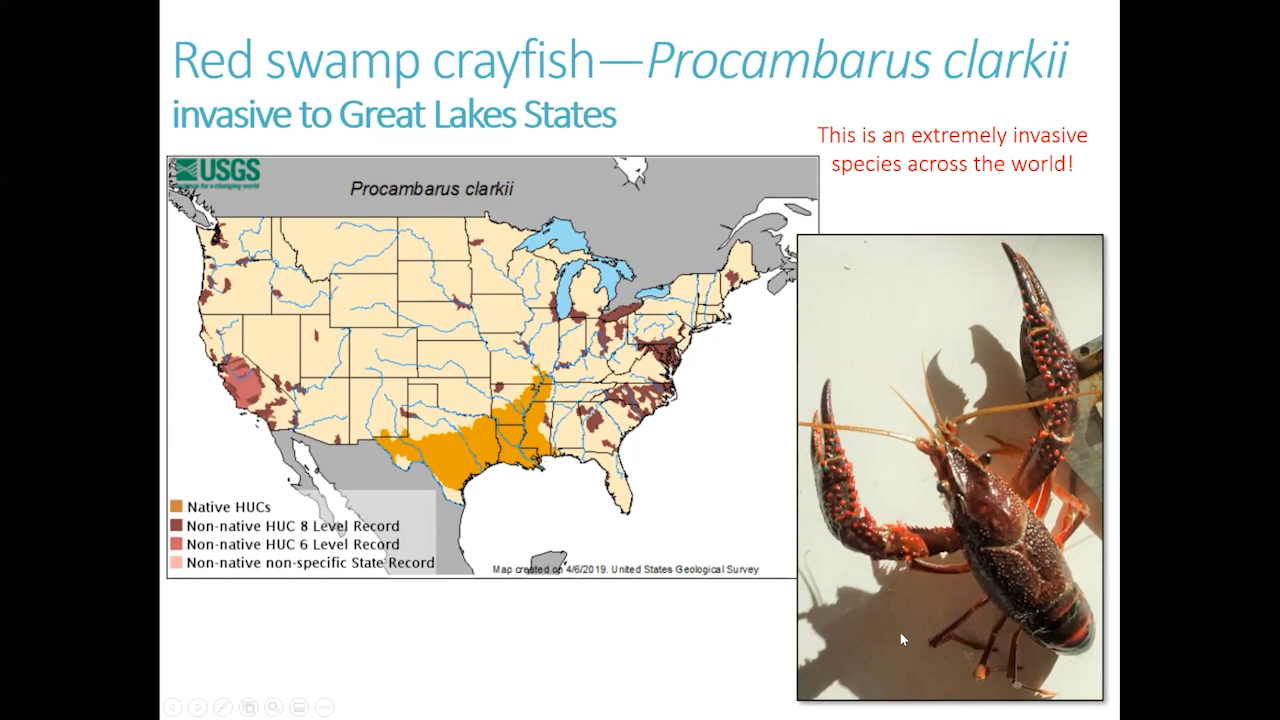 Red swamp crayfish—Procambarus clarkii
invasive to Great Lakes States
This is an extremely invasive
species across the world!
USGS
science for a changing world
Procambarus clarkii
Native HUCs
Non-native HUC 8 Level Record
Non-native HUC 6 Level Record
Non-native non-specific State Record
Map created on 4/6/2019. United States Geological Survey